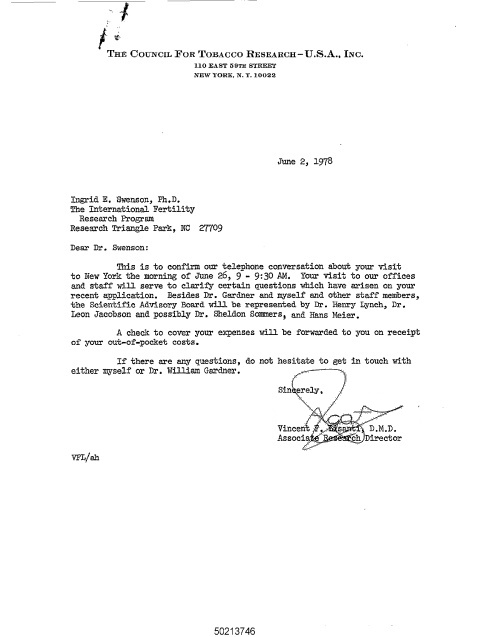 THE COUNCIL FOR TOBACCO RESEARCH-U.S.A., INC.
110 EAST 59TH STREET
NEW YORK, N. Y. 10022
June 2, 1978
Ingrid E. Swenson, Ph.D.
The International Fertility
Research Program
Research Triangle Park, NC 27709
Dear Dr. Swenson:
This is to confirm our telephone conversation about your visit
to New York the morning of June 26, 9 - 9:30 AM. Your visit to our offices
and staff will serve to clarify certain questions which have arisen on your
recent application. Besides Dr. Gardner and myself and other staff members,
the Scientific Advisory Board will be represented by Dr. Henry Lynch, Dr.
Leon Jacobson and possibly Dr. Sheldon Sommers, and Hans Meier.
A check to cover your expenses will be forwarded to you on receipt
of your out-of-pocket costs.
If there are any questions, do not hesitate to get in touch with
either myself or Dr. William Gardner.
Sincerely,
Vincent F. Lisanti, D.M.D.
Associate Research Director
VFL/ah
50213746